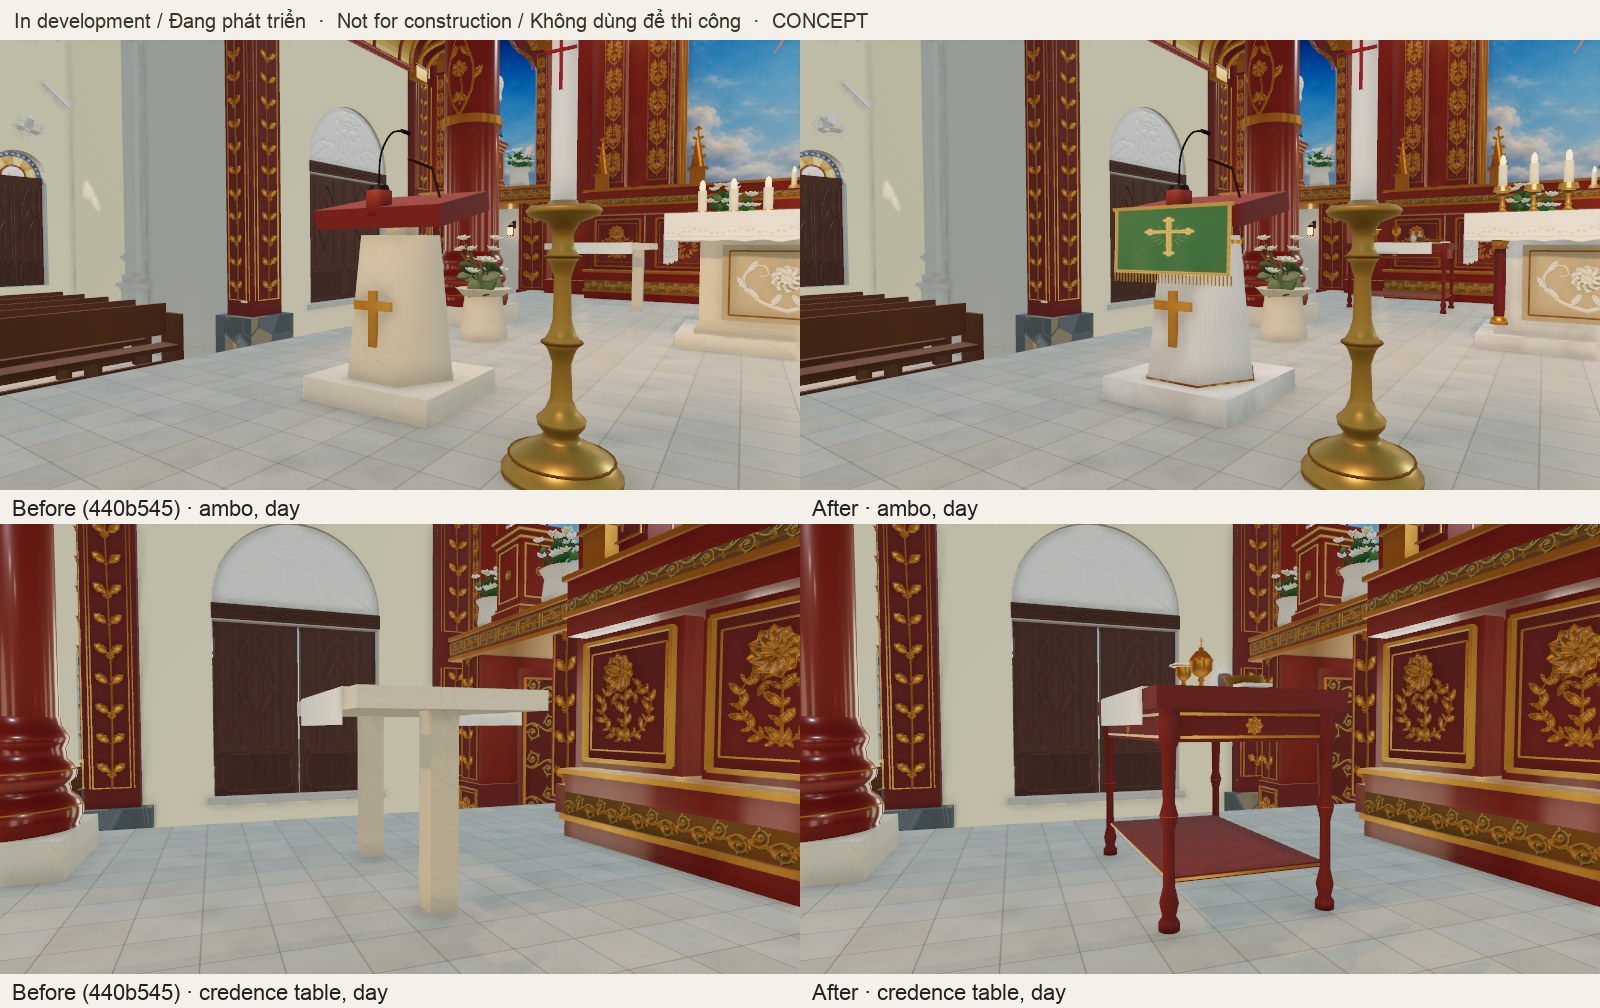 In development / Đang phát triển · Not for construction / Không dùng để thi công · CONCEPT
Before (440b545) · ambo, day
After · ambo, day
Before (440b545) · credence table, day
After · credence table, day